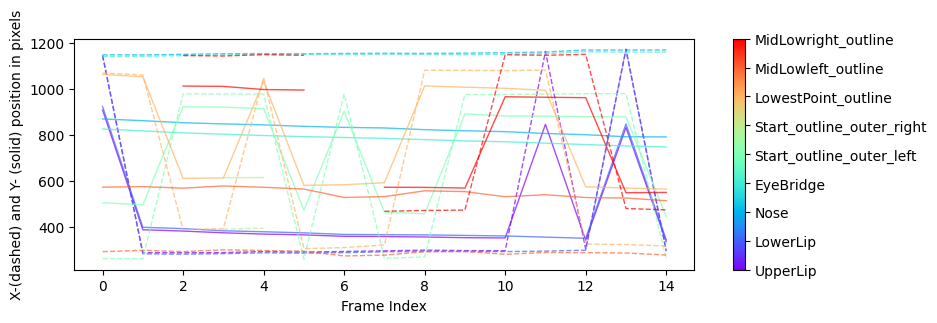 X-(dashed) and Y- (solid) position in pixels
1200
1000
800
600
400
0
2
4
6
8
10
12
14
Frame Index
MidLowright_outline
MidLowleft_outline
LowestPoint_outline
Start_outline_outer_right
Start_outline_outer_left
EyeBridge
Nose
LowerLip
UpperLip